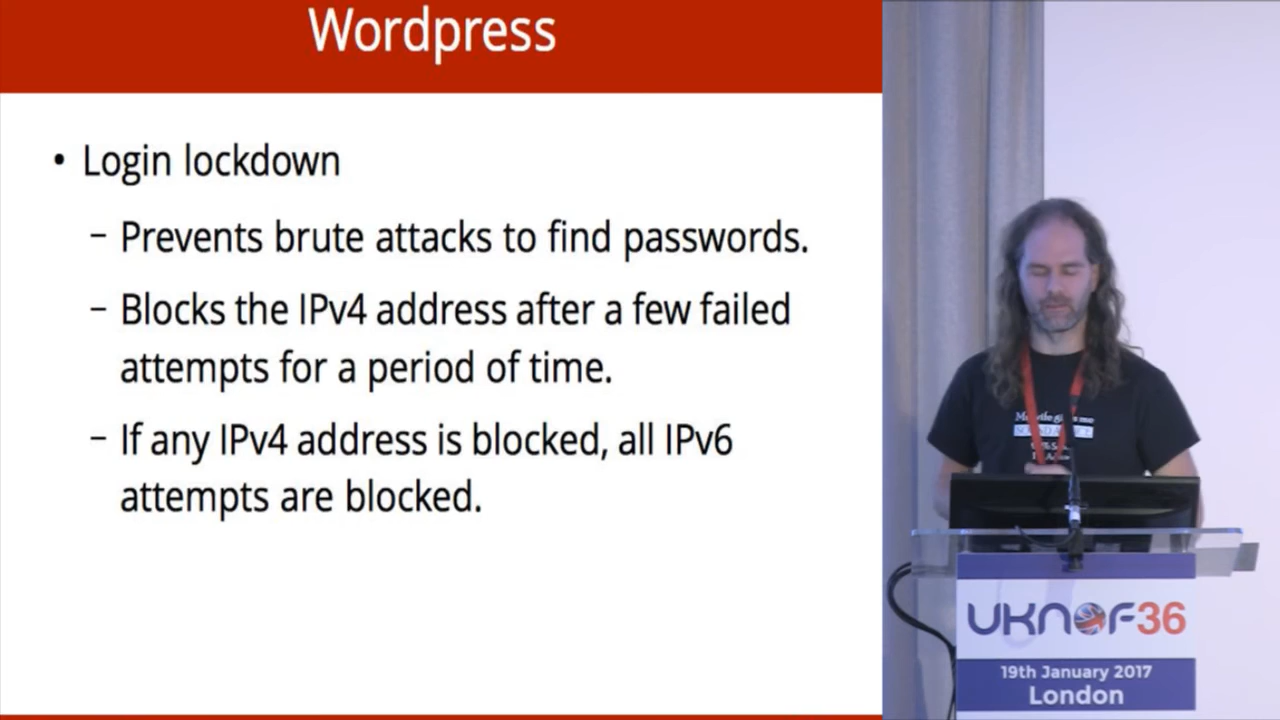 Wordpress
• Login lockdown
– Prevents brute attacks to find passwords.
– Blocks the IPv4 address after a few failed
attempts for a period of time.
– If any IPv4 address is blocked, all IPv6
attempts are blocked.
UKNOF36
19th January 2017
London